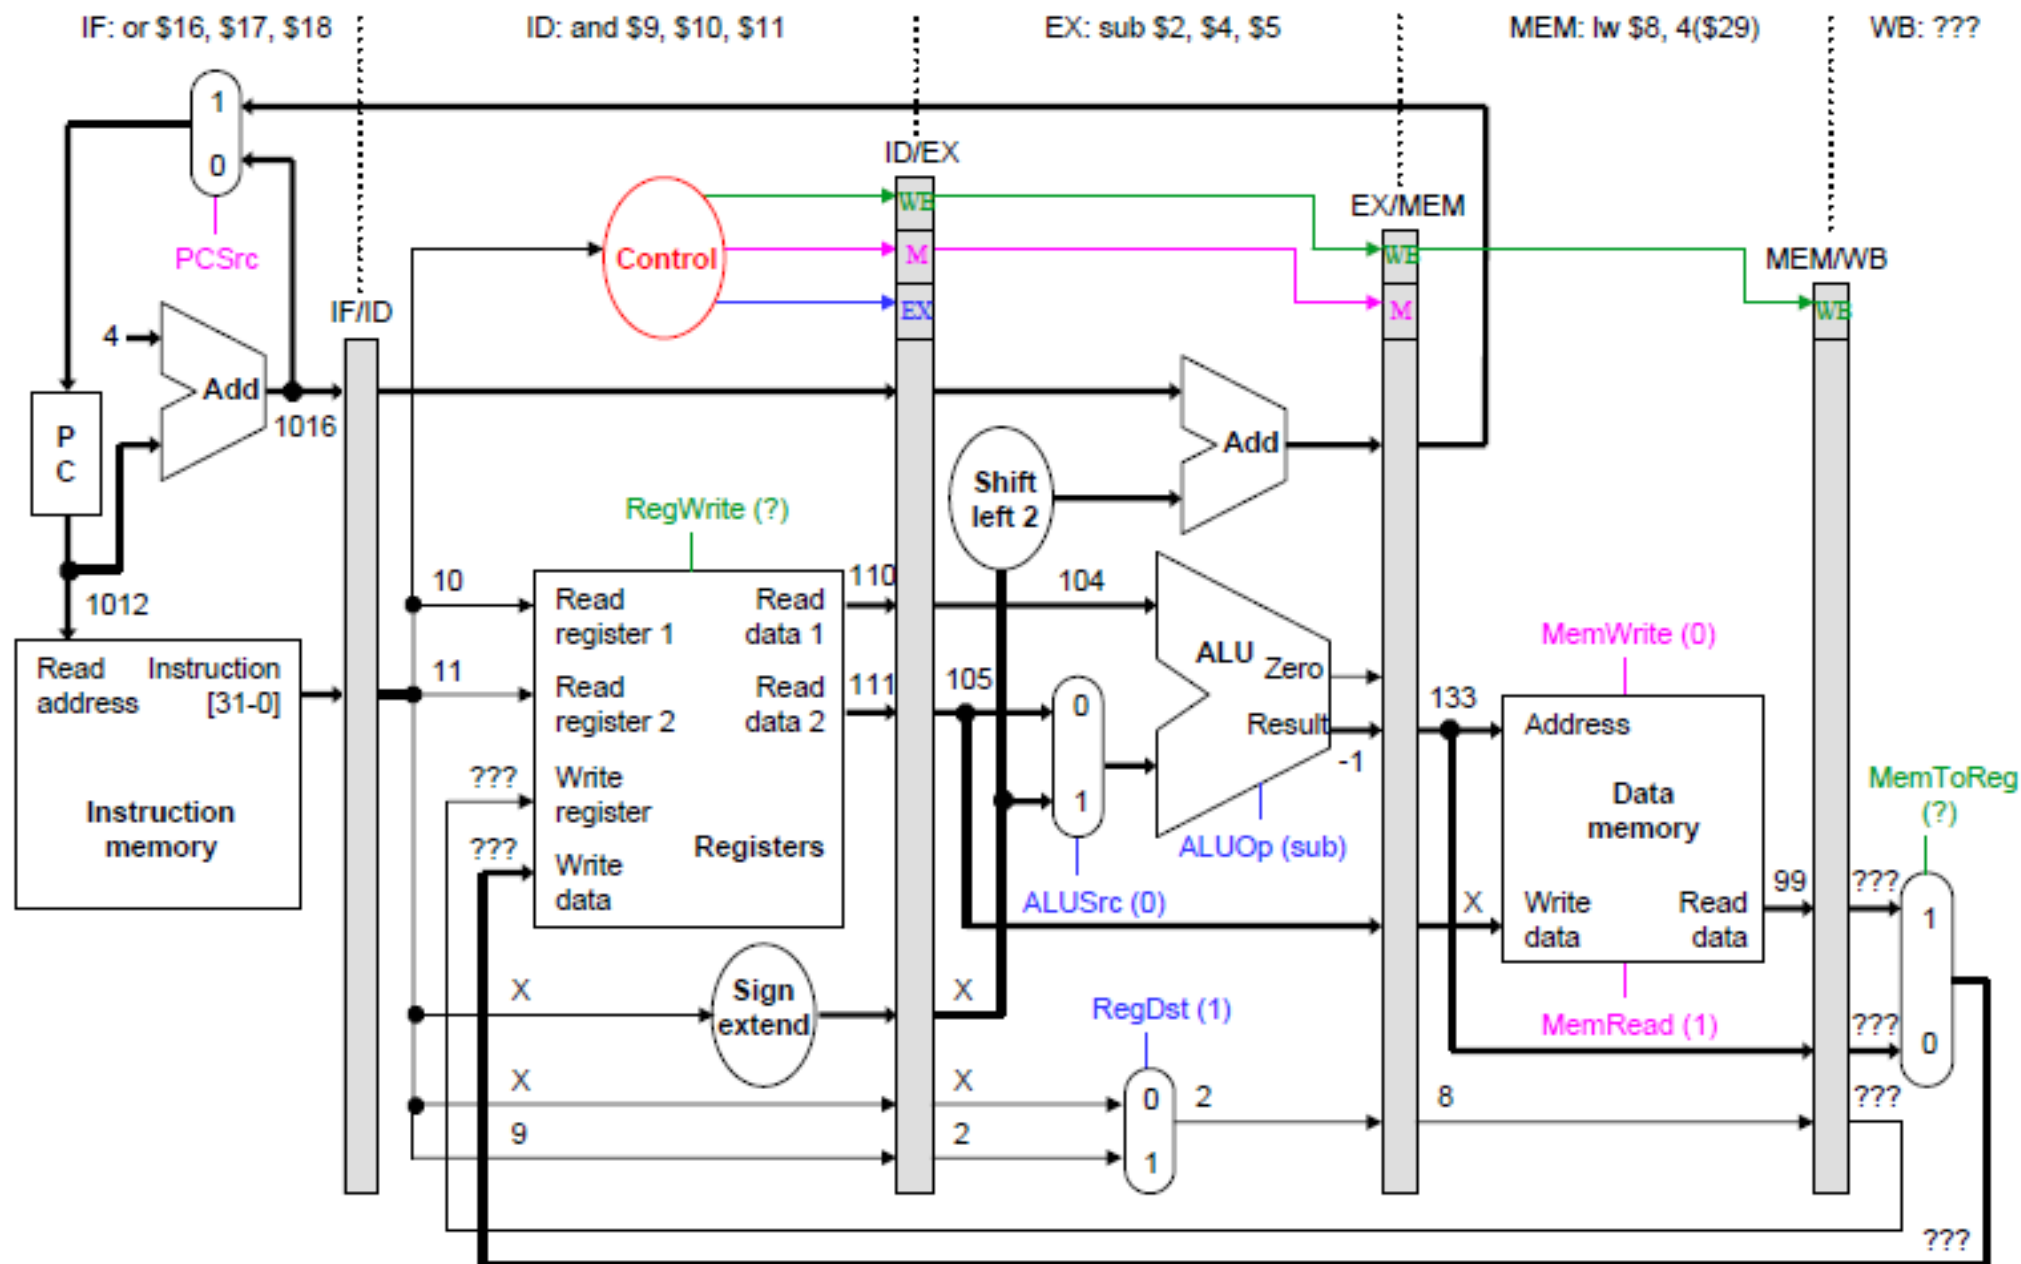 IF: or $16, $17, $18
ID: and $9, $10, $11
EX: sub $2, $4, $5
MEM: lw $8, 4($29)
WB: ???
1
0
PCSrc
4
Add
1016
P
C
1012
Read
address
Instruction
[31-0]
Instruction
memory
IF/ID
Control
ID/EX
WB
M
EX
EX/MEM
WB
M
MEM/WB
WB
RegWrite (?)
10
11
???
???
Read
register 1
Read
data 1
Read
register 2
Read
data 2
Write
register
Registers
Write
data
110
111
X
Sign
extend
X
9
Shift
left 2
Add
104
105
0
1
ALUSrc (0)
ALU
Zero
Result
-1
ALUOp (sub)
X
X
2
RegDst (1)
0
1
2
133
X
8
MemWrite (0)
Address
Data
memory
Write
data
Read
data
MemRead (1)
99
???
???
???
MemToReg
(?)
1
0
???